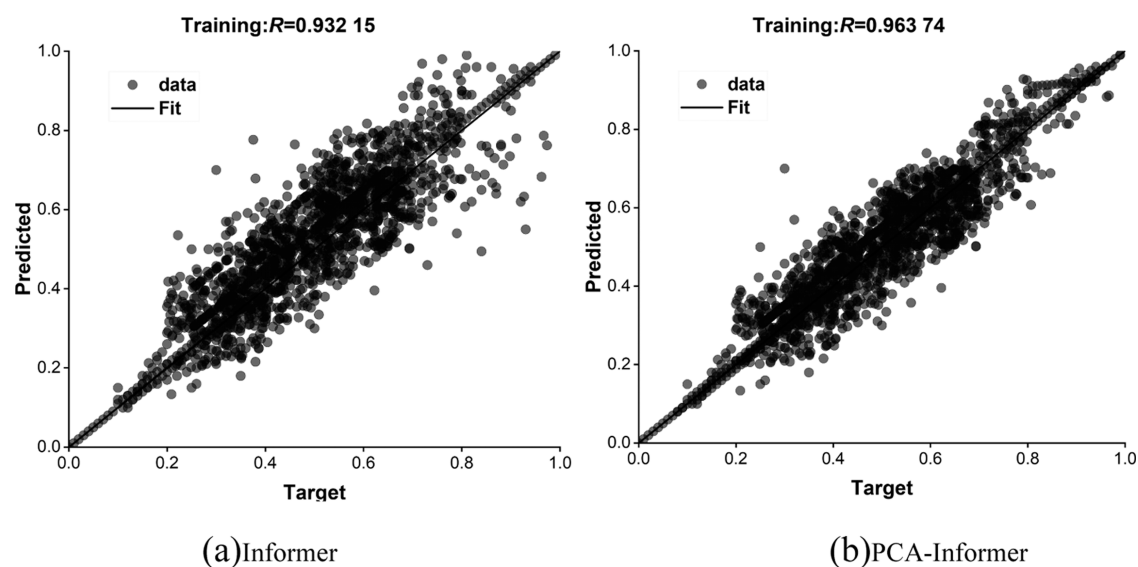 Training:R=0.932 15
1.0
data
Fit
0.8
0.6
0.4
0.2
0.0
Predicted
0.0 0.2 0.4 0.6 0.8 1.0
Target
(a)Informer
Training:R=0.963 74
1.0
data
Fit
0.8
0.6
0.4
0.2
0.0
Predicted
0.0 0.2 0.4 0.6 0.8 1.0
Target
(b)PCA-Informer